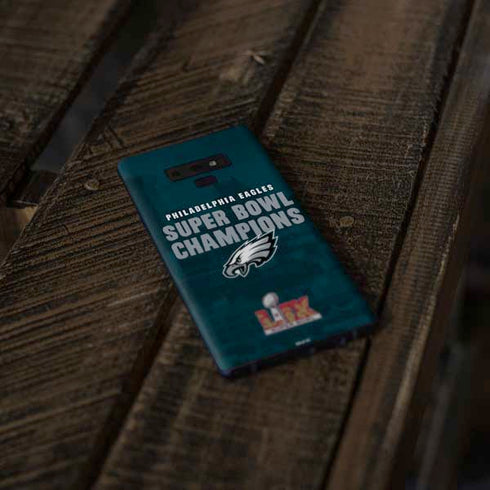 PHILADELPHIA EAGLES
SUPER BOWL
CHAMPIONS
LIX